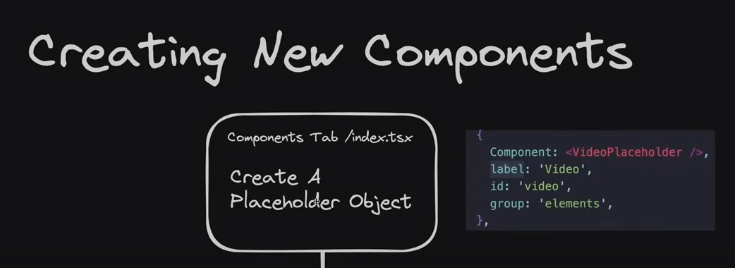 Creating New Components
Components Tab /index.tsx
Create A
Placeholder Object
{
Component: <VideoPlaceholder />,
label: 'Video',
id: 'video',
group: 'elements',
},